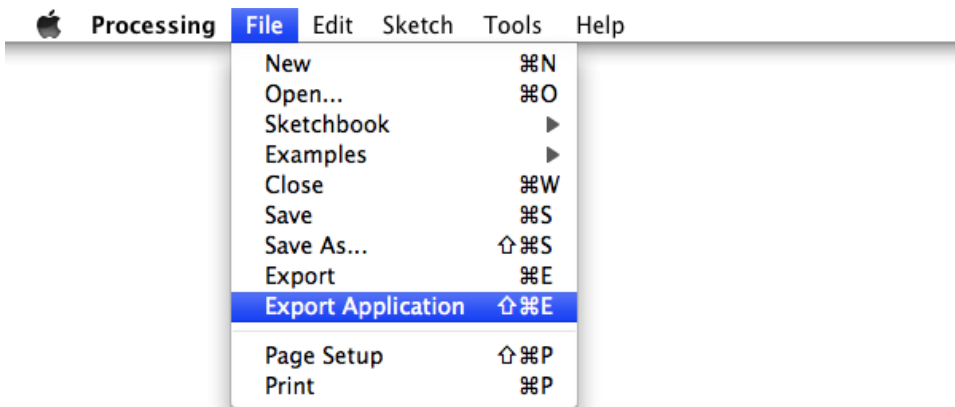 Processing File Edit Sketch Tools Help
New ⌘N
Open... ⌘O
Sketchbook
Examples
Close ⌘W
Save ⌘S
Save As... ⇧⌘S
Export ⌘E
Export Application ⇧⌘E
Page Setup ⇧⌘P
Print ⌘P